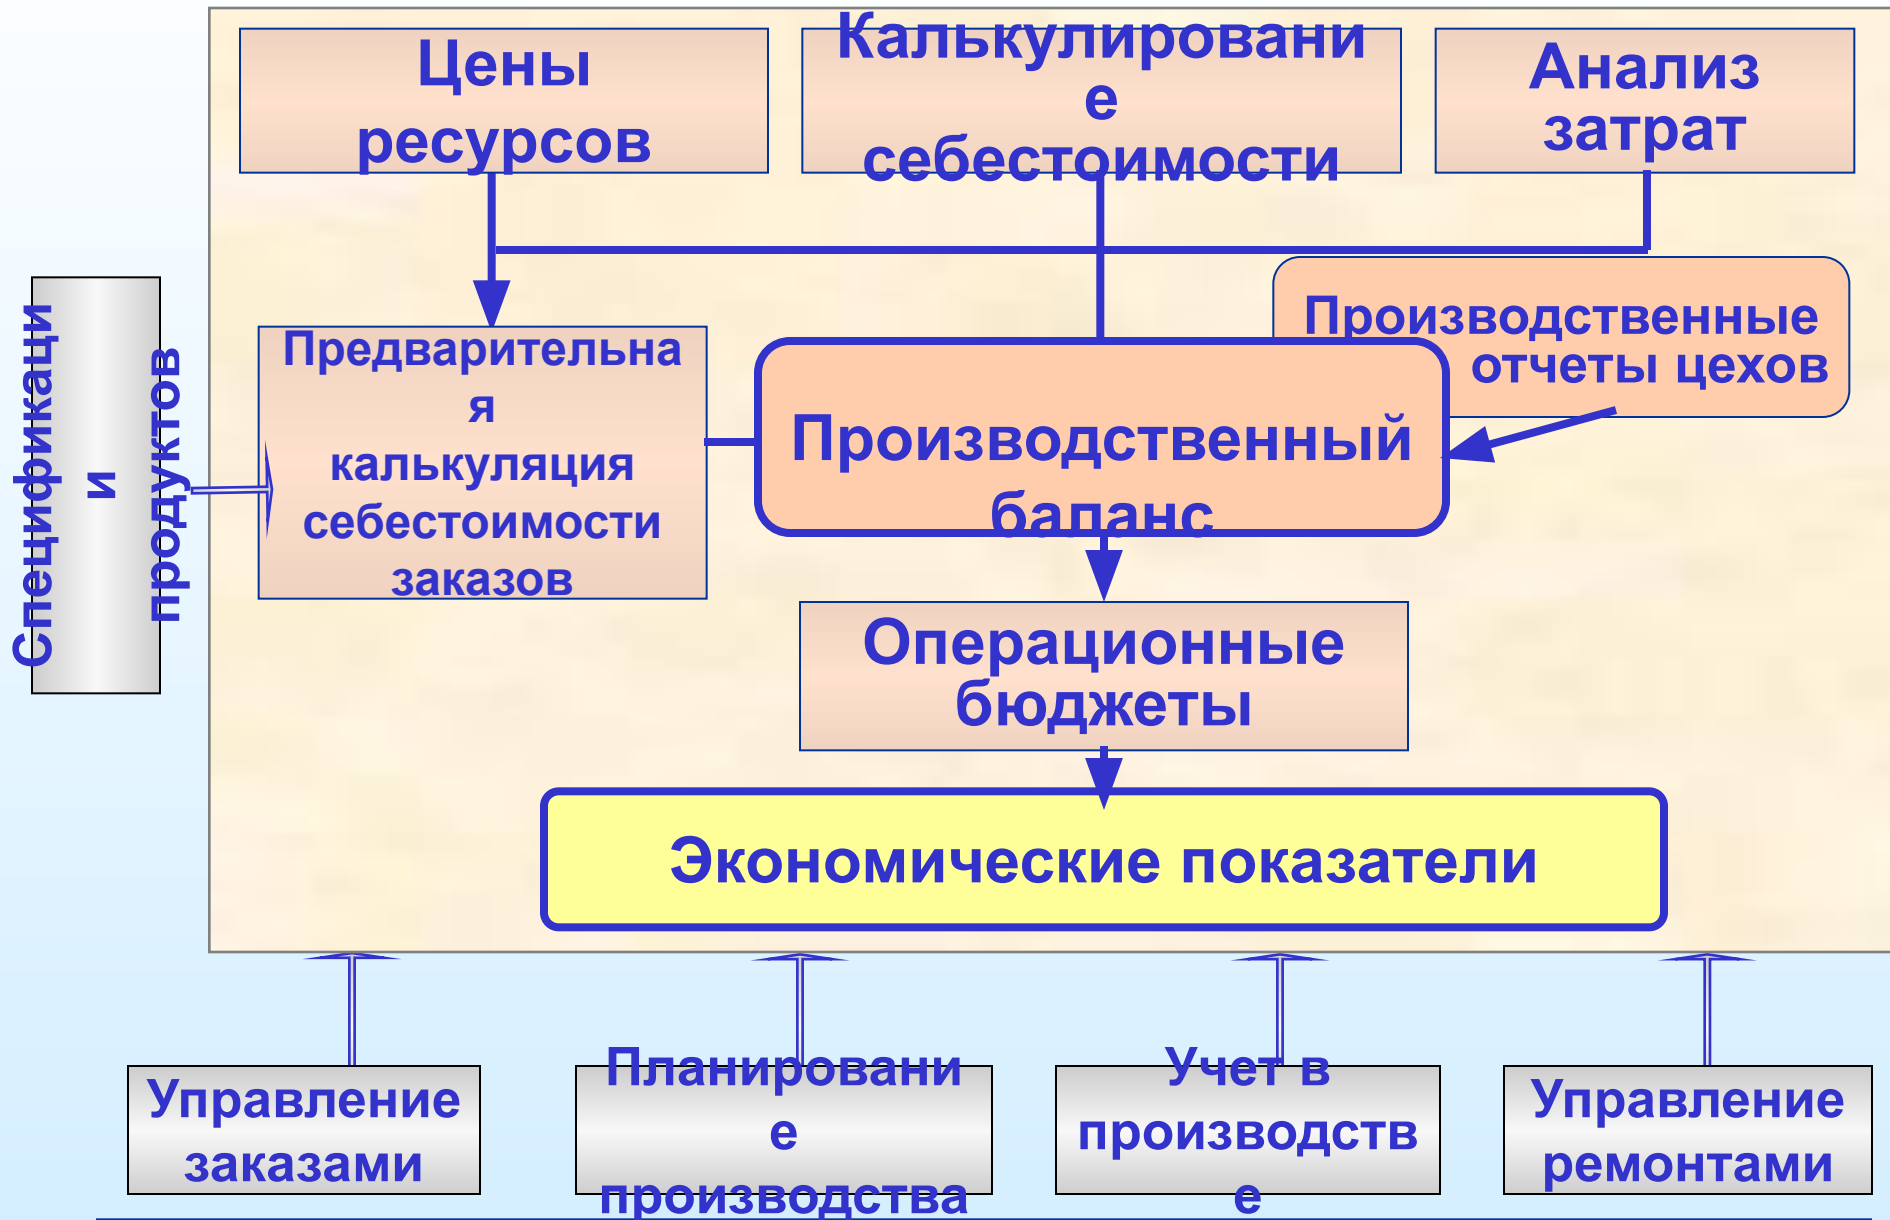 Цены
ресурсов
Калькулировани
е
себестоимости
Анализ
затрат
Спецификаци
и
продуктов
Предварительна
я
калькуляция
себестоимости
заказов
Производственные
отчеты цехов
Производственный
баланс
Операционные
бюджеты
Экономические показатели
Управление
заказами
Планировани
е
производства
Учет в
производств
е
Управление
ремонтами